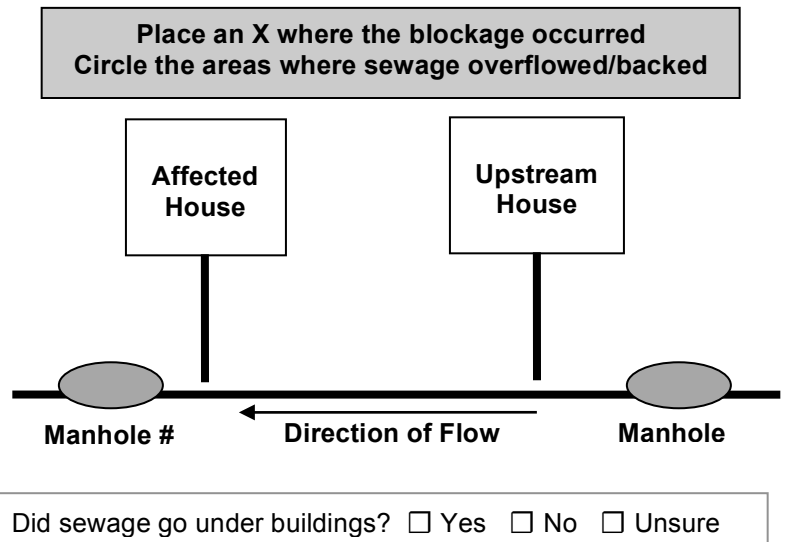 Place an X where the blockage occurred
Circle the areas where sewage overflowed/backed
Affected
House
Upstream
House
Manhole #
Direction of Flow
Manhole
Did sewage go under buildings? ☐ Yes ☐ No ☐ Unsure